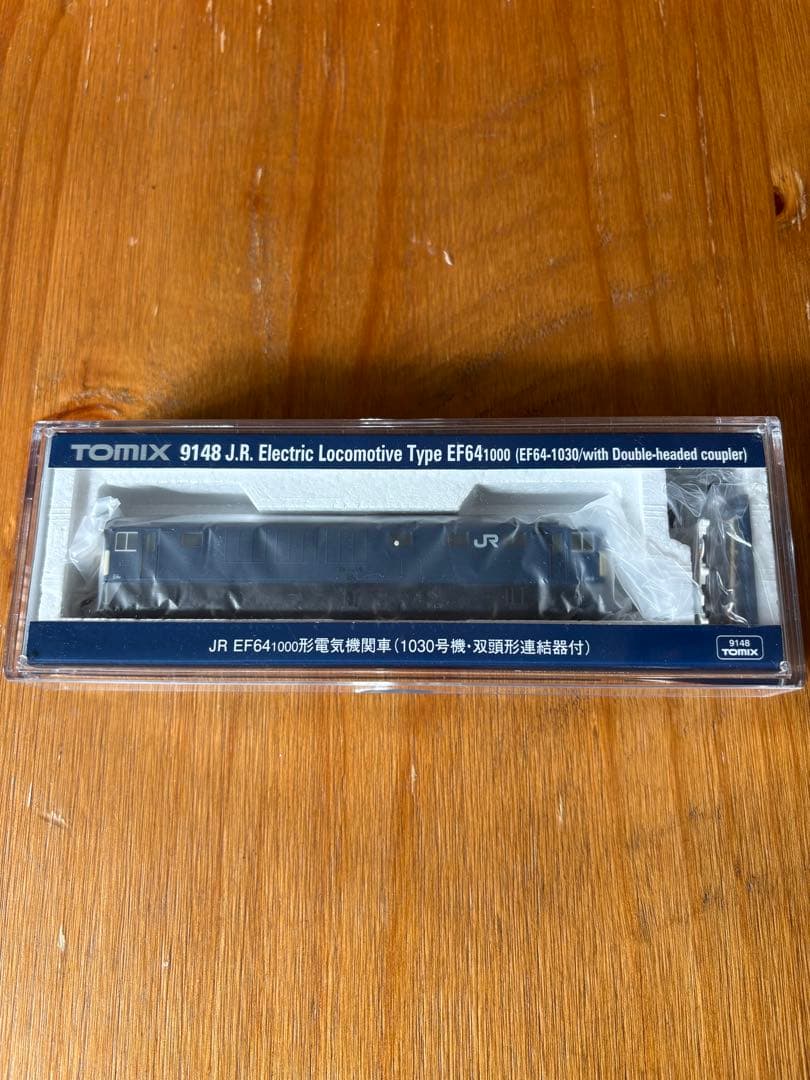 TOMIX 9148 J.R. Electric Locomotive Type EF641000 (EF64-1030/with Double-headed coupler)
JR
JR EF641000形電気機関車(1030号機・双頭形連結器付)
9148
TOMIX